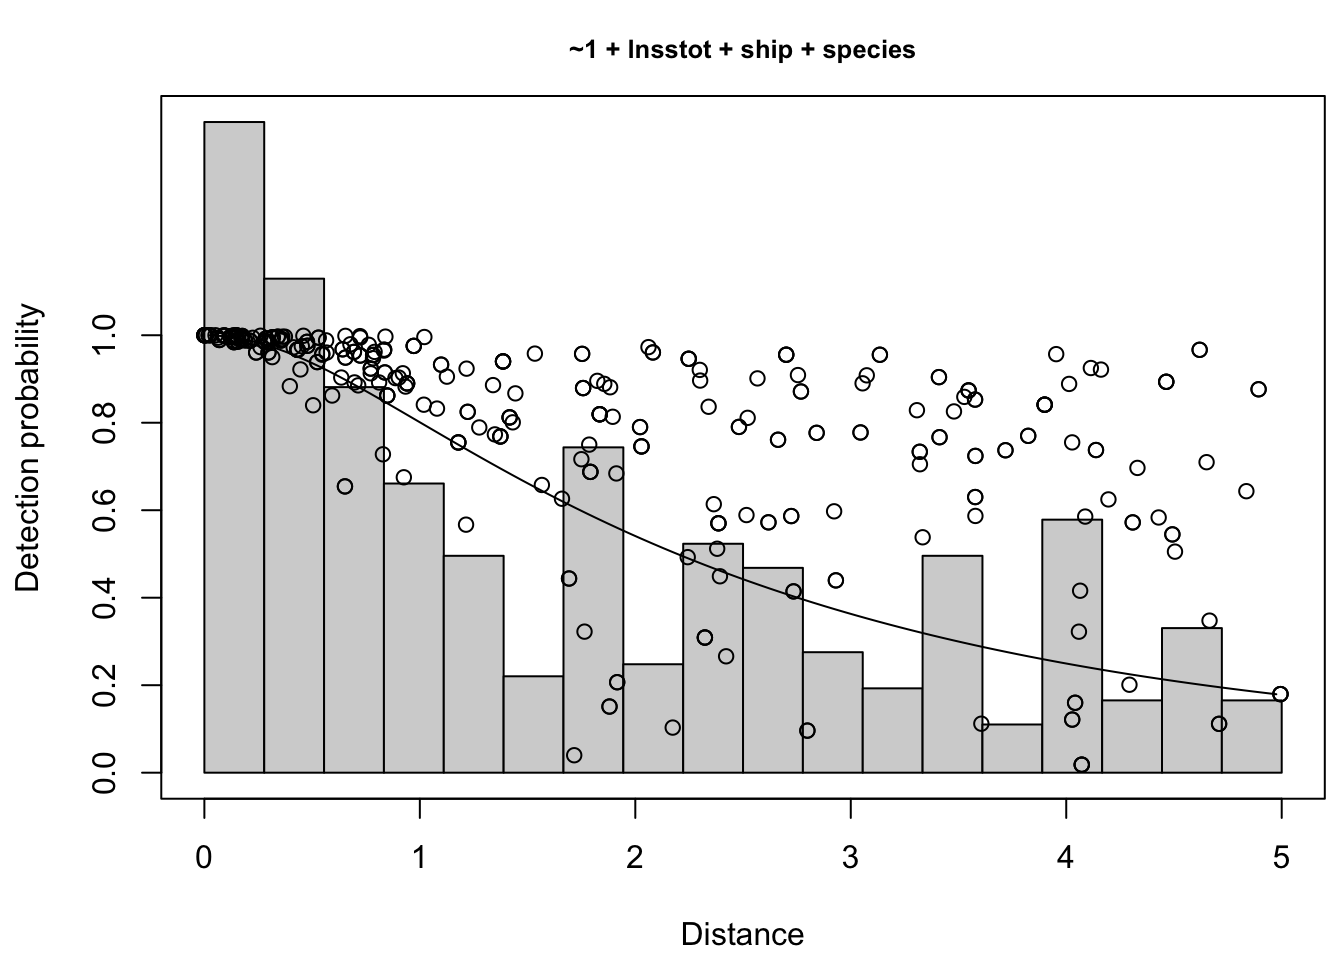 ~1 + lnsstot + ship + species
Detection probability
1.0
0.8
0.6
0.4
0.2
0.0
0 1 2 3 4 5
Distance